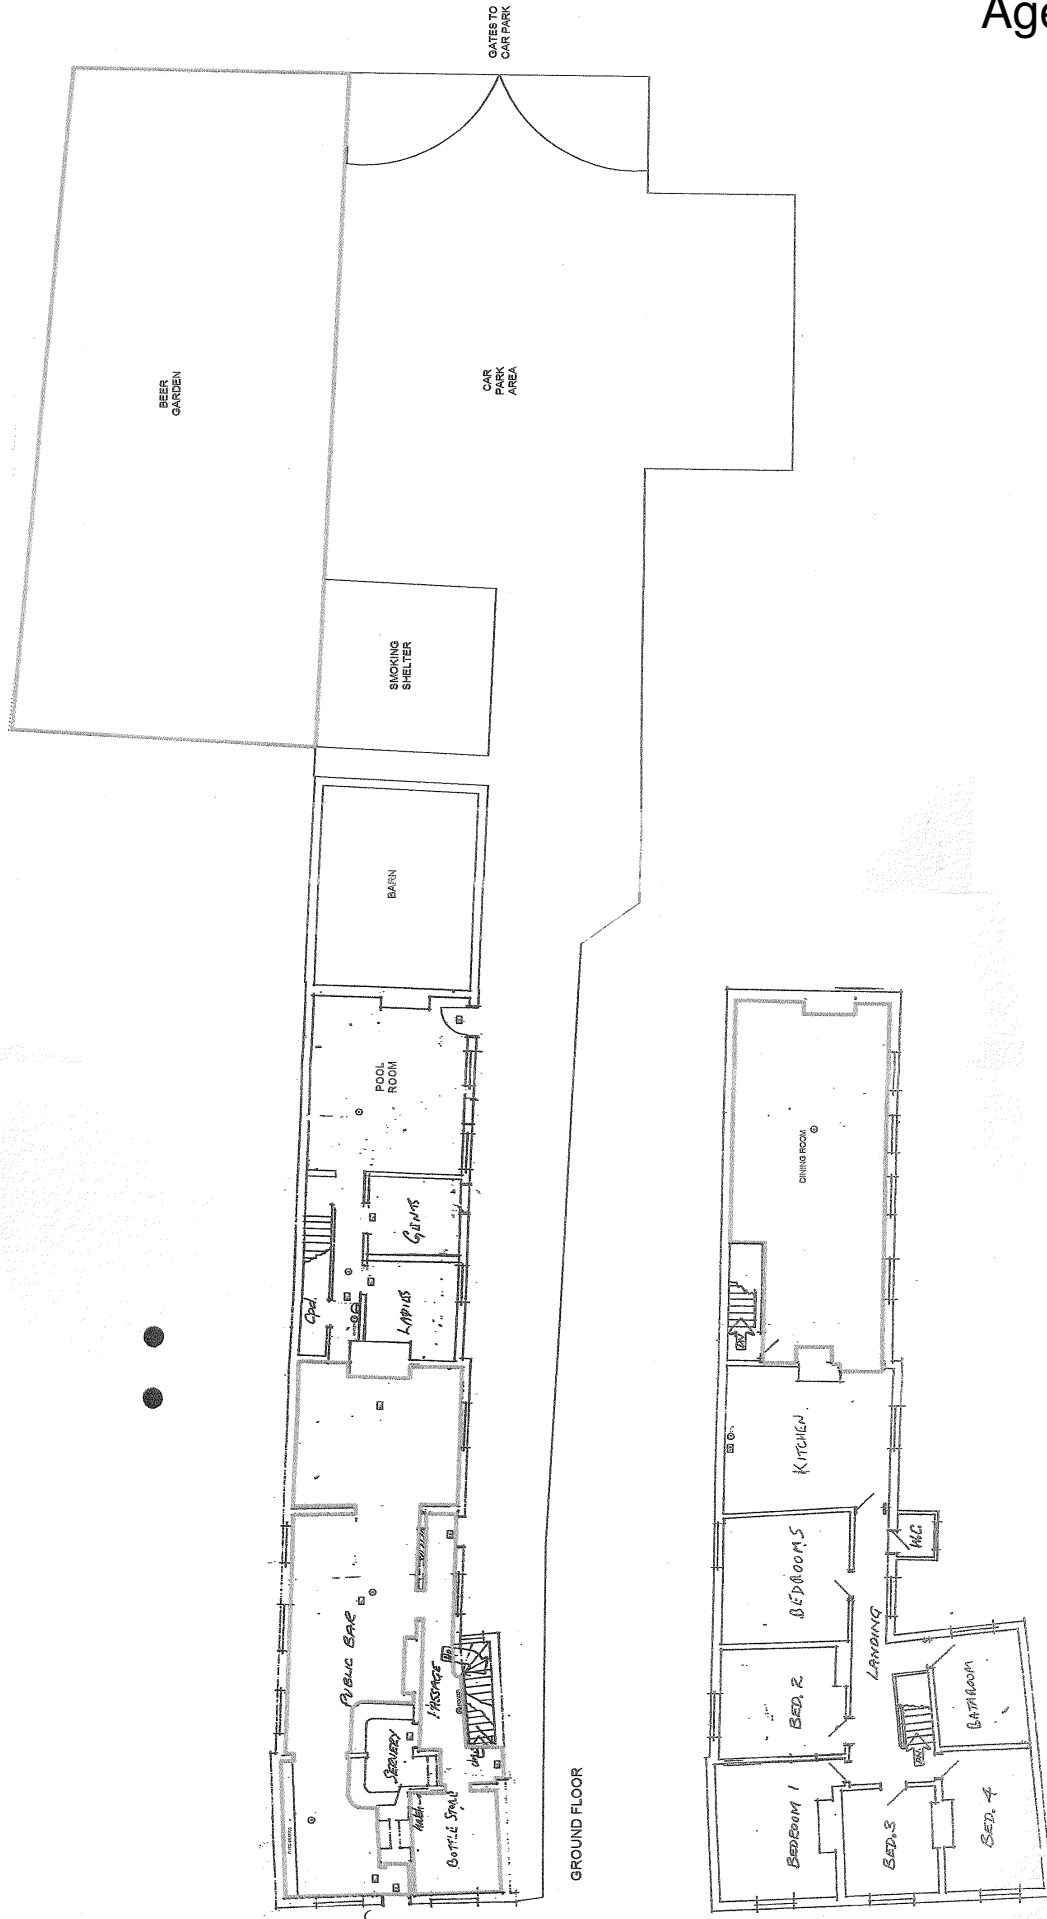 Age
GATES TO
CAR PARK
BEER
GARDEN
CAR
PARK
AREA
SMOKING
SHELTER
BARN
POOL
ROOM
GENTS
LADIES
Cpd.
PUBLIC BAR
PASSAGE
SERVERY
Hatch
BOTTLE STORE
GROUND FLOOR
DINING ROOM
KITCHEN.
W.C.
BEDROOM 5
LANDING
BED. 2
BATHROOM
BEDROOM 1
BED. 3
BED. 4